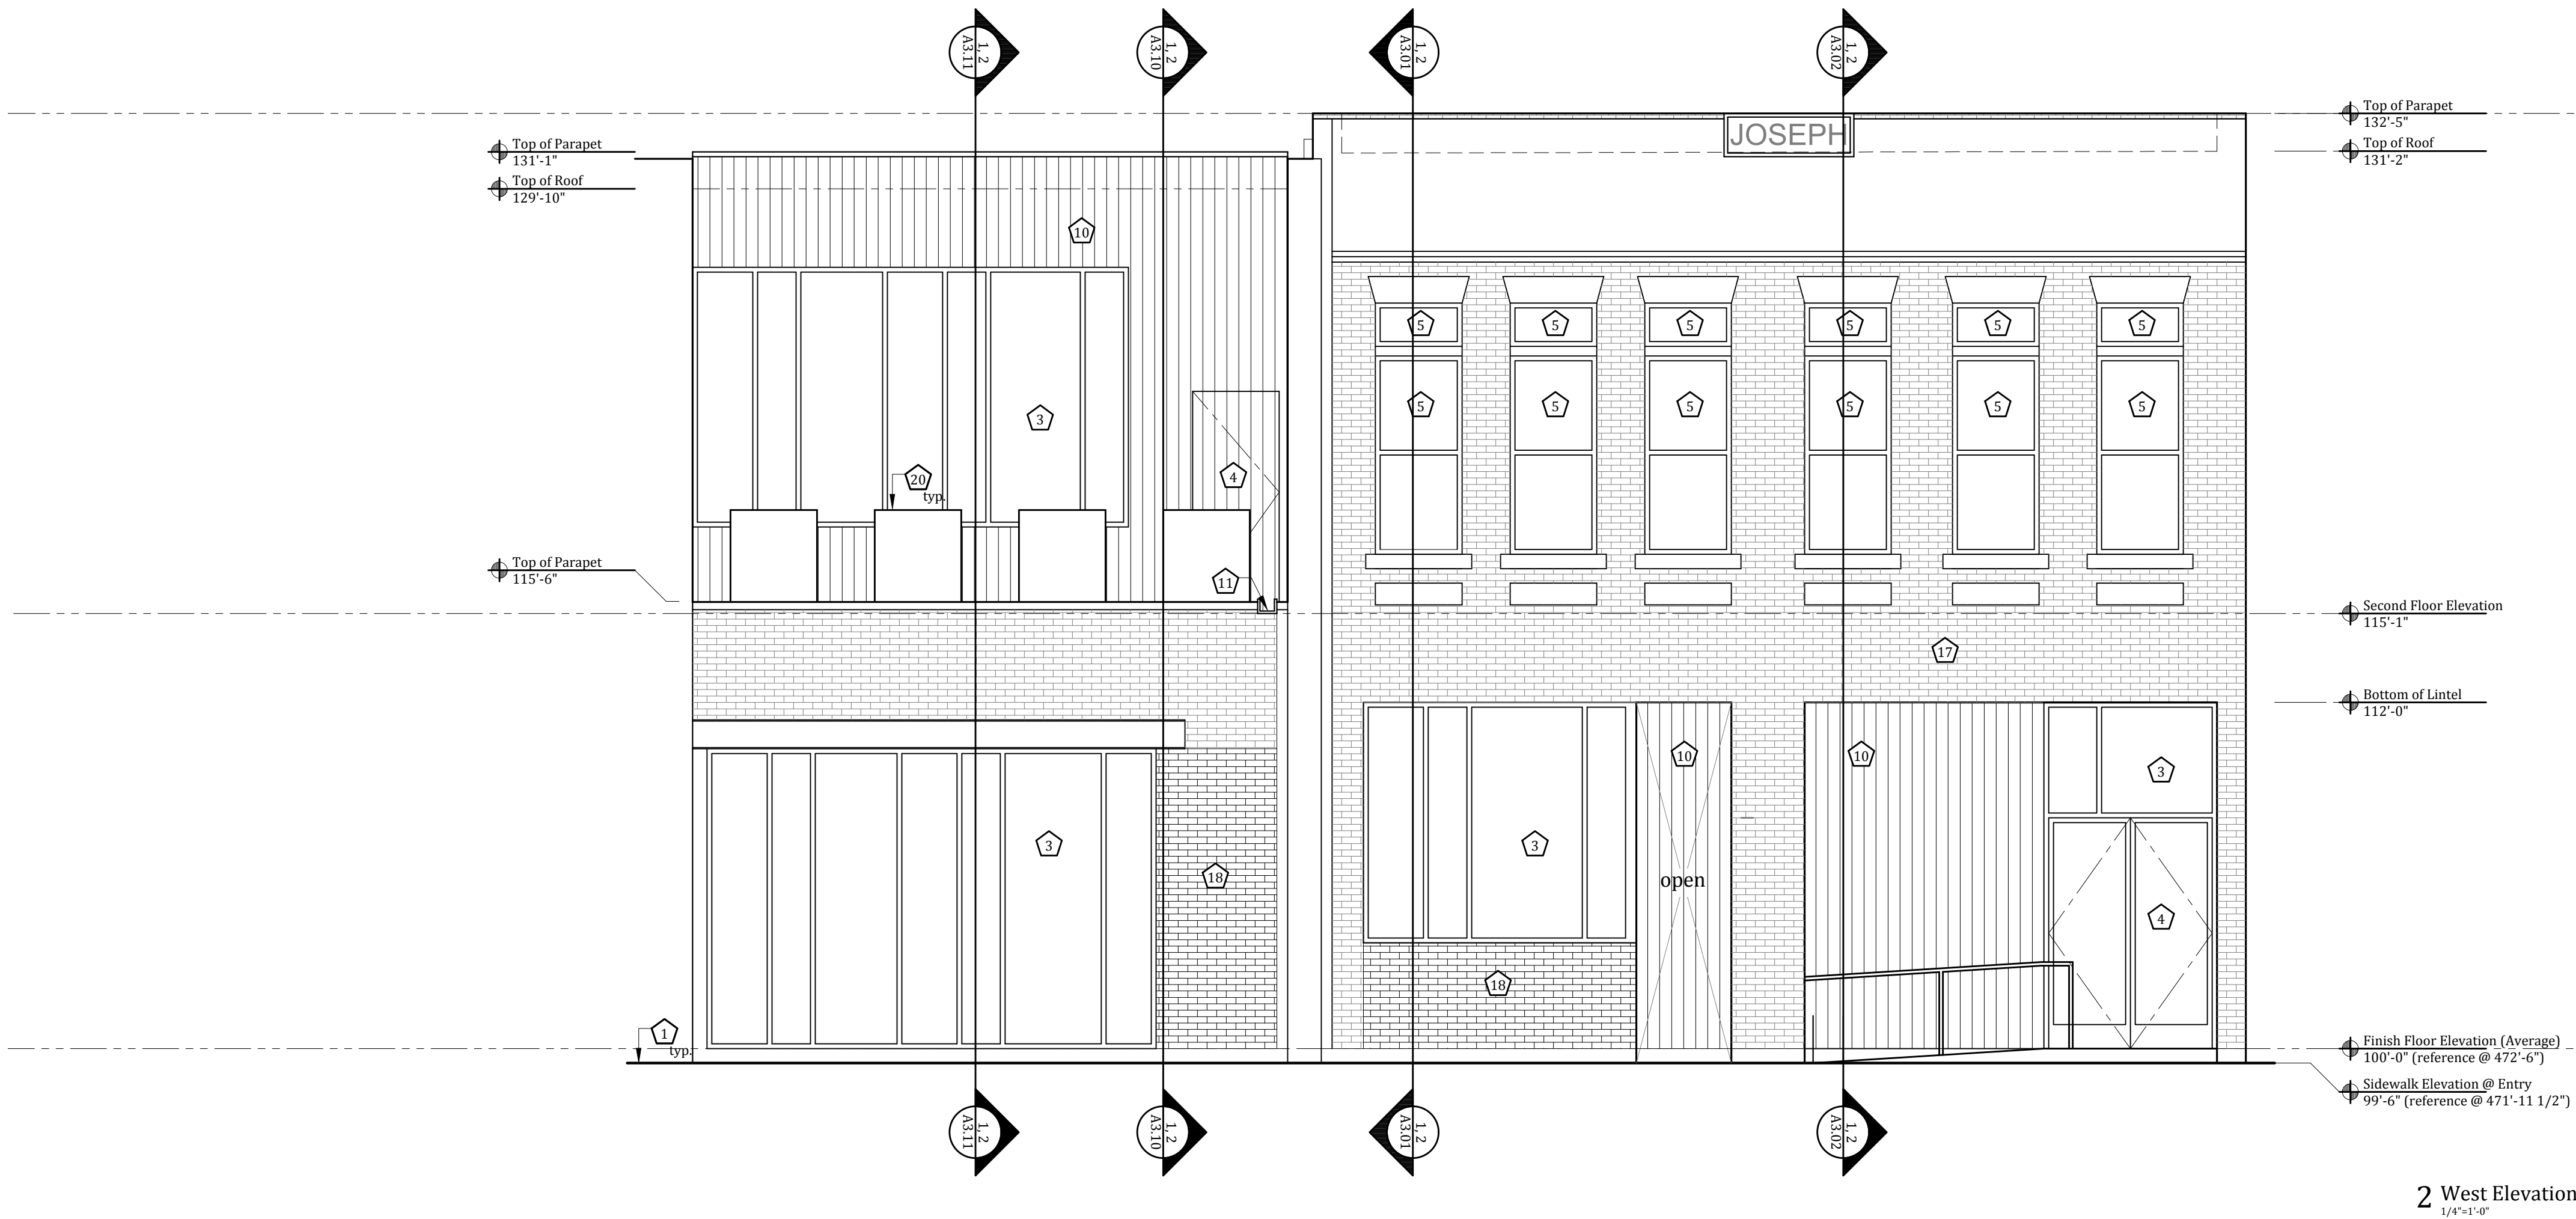 1, 2
A3.11
1, 2
A3.10
1, 2
A3.01
1, 2
A3.02
Top of Parapet
132'-5"
Top of Roof
131'-2"
JOSEPH
Top of Parapet
131'-1"
Top of Roof
129'-10"
10
5
5
5
5
5
5
3
5
5
5
5
5
5
20
typ.
4
Top of Parapet
115'-6"
11
Second Floor Elevation
115'-1"
17
Bottom of Lintel
112'-0"
10
10
3
3
3
18
open
4
18
1
typ.
Finish Floor Elevation (Average)
100'-0" (reference @ 472'-6")
Sidewalk Elevation @ Entry
99'-6" (reference @ 471'-11 1/2")
1, 2
A3.11
1, 2
A3.10
1, 2
A3.01
1, 2
A3.02
2 West Elevation
1/4"=1'-0"